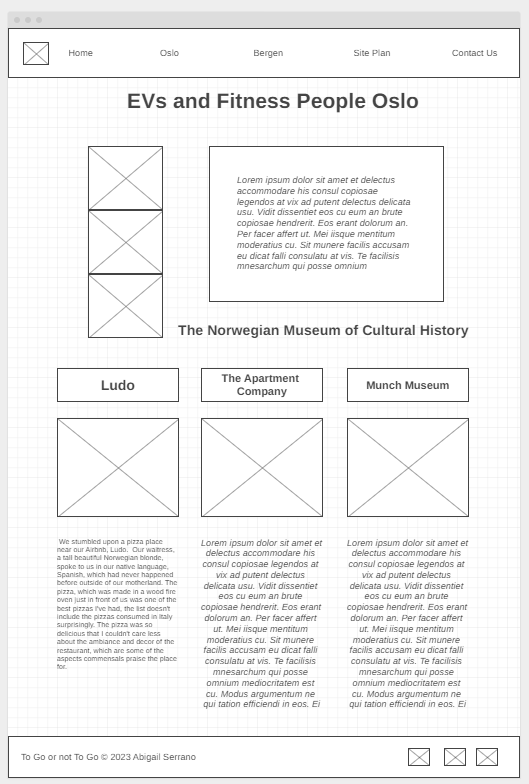 Home Oslo Bergen Site Plan Contact Us
EVs and Fitness People Oslo
Lorem ipsum dolor sit amet et delectus
accommodare his consul copiosae
legendos at vix ad putent delectus delicata
usu. Vidit dissentiet eos cu eum an brute
copiosae hendrerit. Eos erant dolorum an.
Per facer affert ut. Mei iisque mentitum
moderatius cu. Sit munere facilis accusam
eu dicat falli consulatu at vis. Te facilisis
mnesarchum qui posse omnium
The Norwegian Museum of Cultural History
Ludo
The Apartment
Company
Munch Museum
We stumbled upon a pizza place
near our Airbnb, Ludo. Our waitress,
a tall beautiful Norwegian blonde,
spoke to us in our native language,
Spanish, which had never happened
before outside of our motherland. The
pizza, which was made in a wood fire
oven just in front of us was one of the
best pizzas I've had, the list doesn't
include the pizzas consumed in Italy
surprisingly. The pizza was so
delicious that I couldn't care less
about the ambiance and decor of the
restaurant, which are some of the
aspects commensals praise the place
for.
Lorem ipsum dolor sit amet et
delectus accommodare his
consul copiosae legendos at
vix ad putent delectus
delicata usu. Vidit dissentiet
eos cu eum an brute
copiosae hendrerit. Eos erant
dolorum an. Per facer affert
ut. Mei iisque mentitum
moderatius cu. Sit munere
facilis accusam eu dicat falli
consulatu at vis. Te facilisis
mnesarchum qui posse
omnium mediocritatem est
cu. Modus argumentum ne
qui tation efficiendi in eos. Ei
Lorem ipsum dolor sit amet et
delectus accommodare his
consul copiosae legendos at
vix ad putent delectus
delicata usu. Vidit dissentiet
eos cu eum an brute
copiosae hendrerit. Eos erant
dolorum an. Per facer affert
ut. Mei iisque mentitum
moderatius cu. Sit munere
facilis accusam eu dicat falli
consulatu at vis. Te facilisis
mnesarchum qui posse
omnium mediocritatem est
cu. Modus argumentum ne
qui tation efficiendi in eos. Ei
To Go or not To Go © 2023 Abigail Serrano